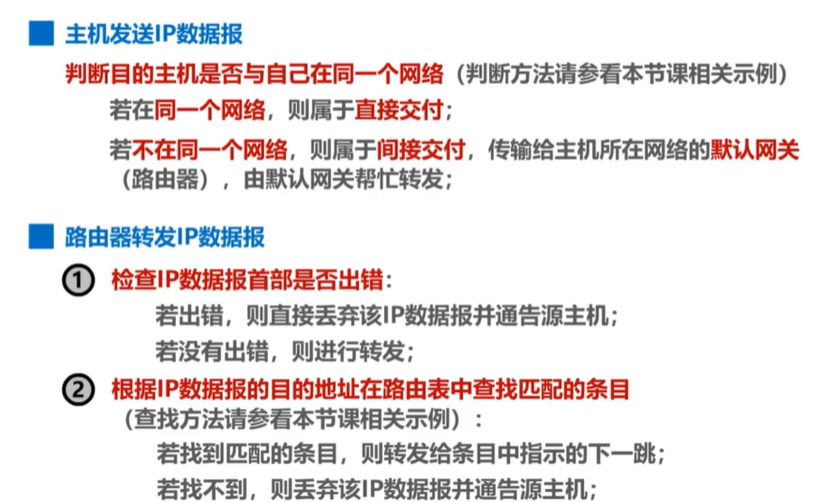 主机发送IP数据报
判断目的主机是否与自己在同一个网络（判断方法请参看本节课相关示例）
若在同一个网络，则属于直接交付；
若不在同一个网络，则属于间接交付，传输给主机所在网络的默认网关
（路由器），由默认网关帮忙转发；
路由器转发IP数据报
① 检查IP数据报首部是否出错：
若出错，则直接丢弃该IP数据报并通告源主机；
若没有出错，则进行转发；
② 根据IP数据报的目的地址在路由表中查找匹配的条目
（查找方法请参看本节课相关示例）：
若找到匹配的条目，则转发给条目中指示的下一跳；
若找不到，则丢弃该IP数据报并通告源主机；